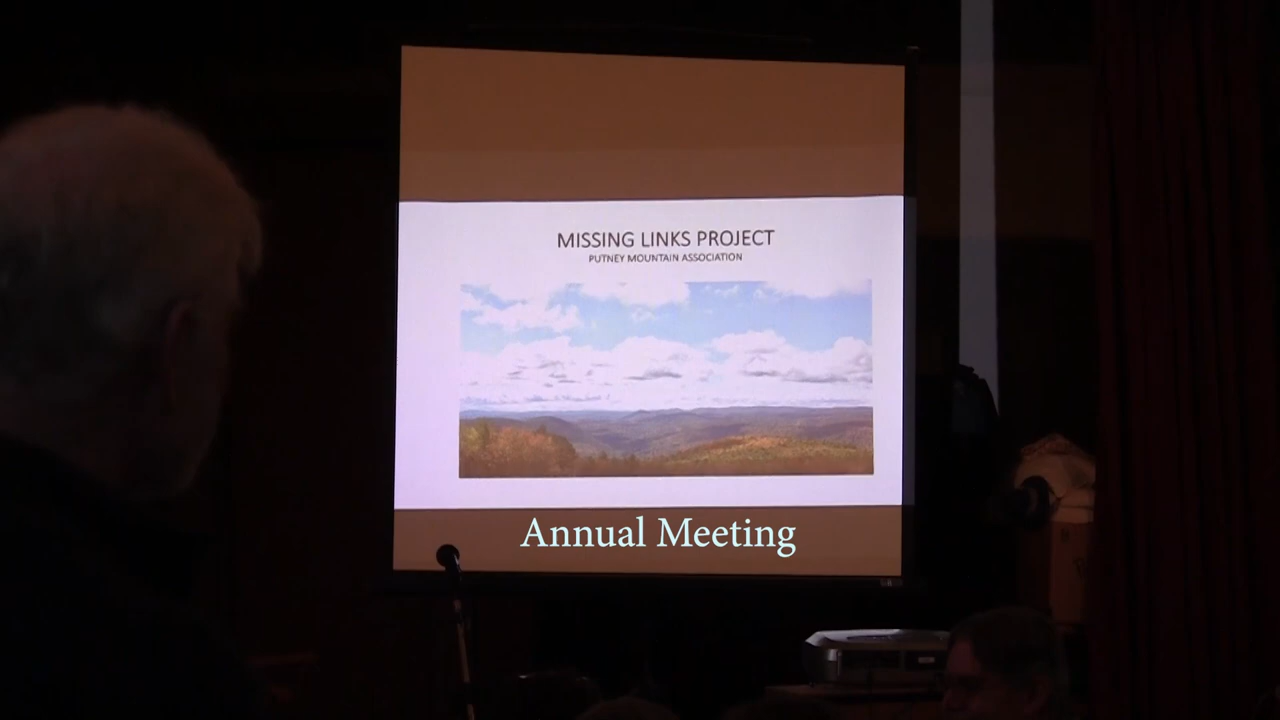 MISSING LINKS PROJECT
PUTNEY MOUNTAIN ASSOCIATION
Annual Meeting